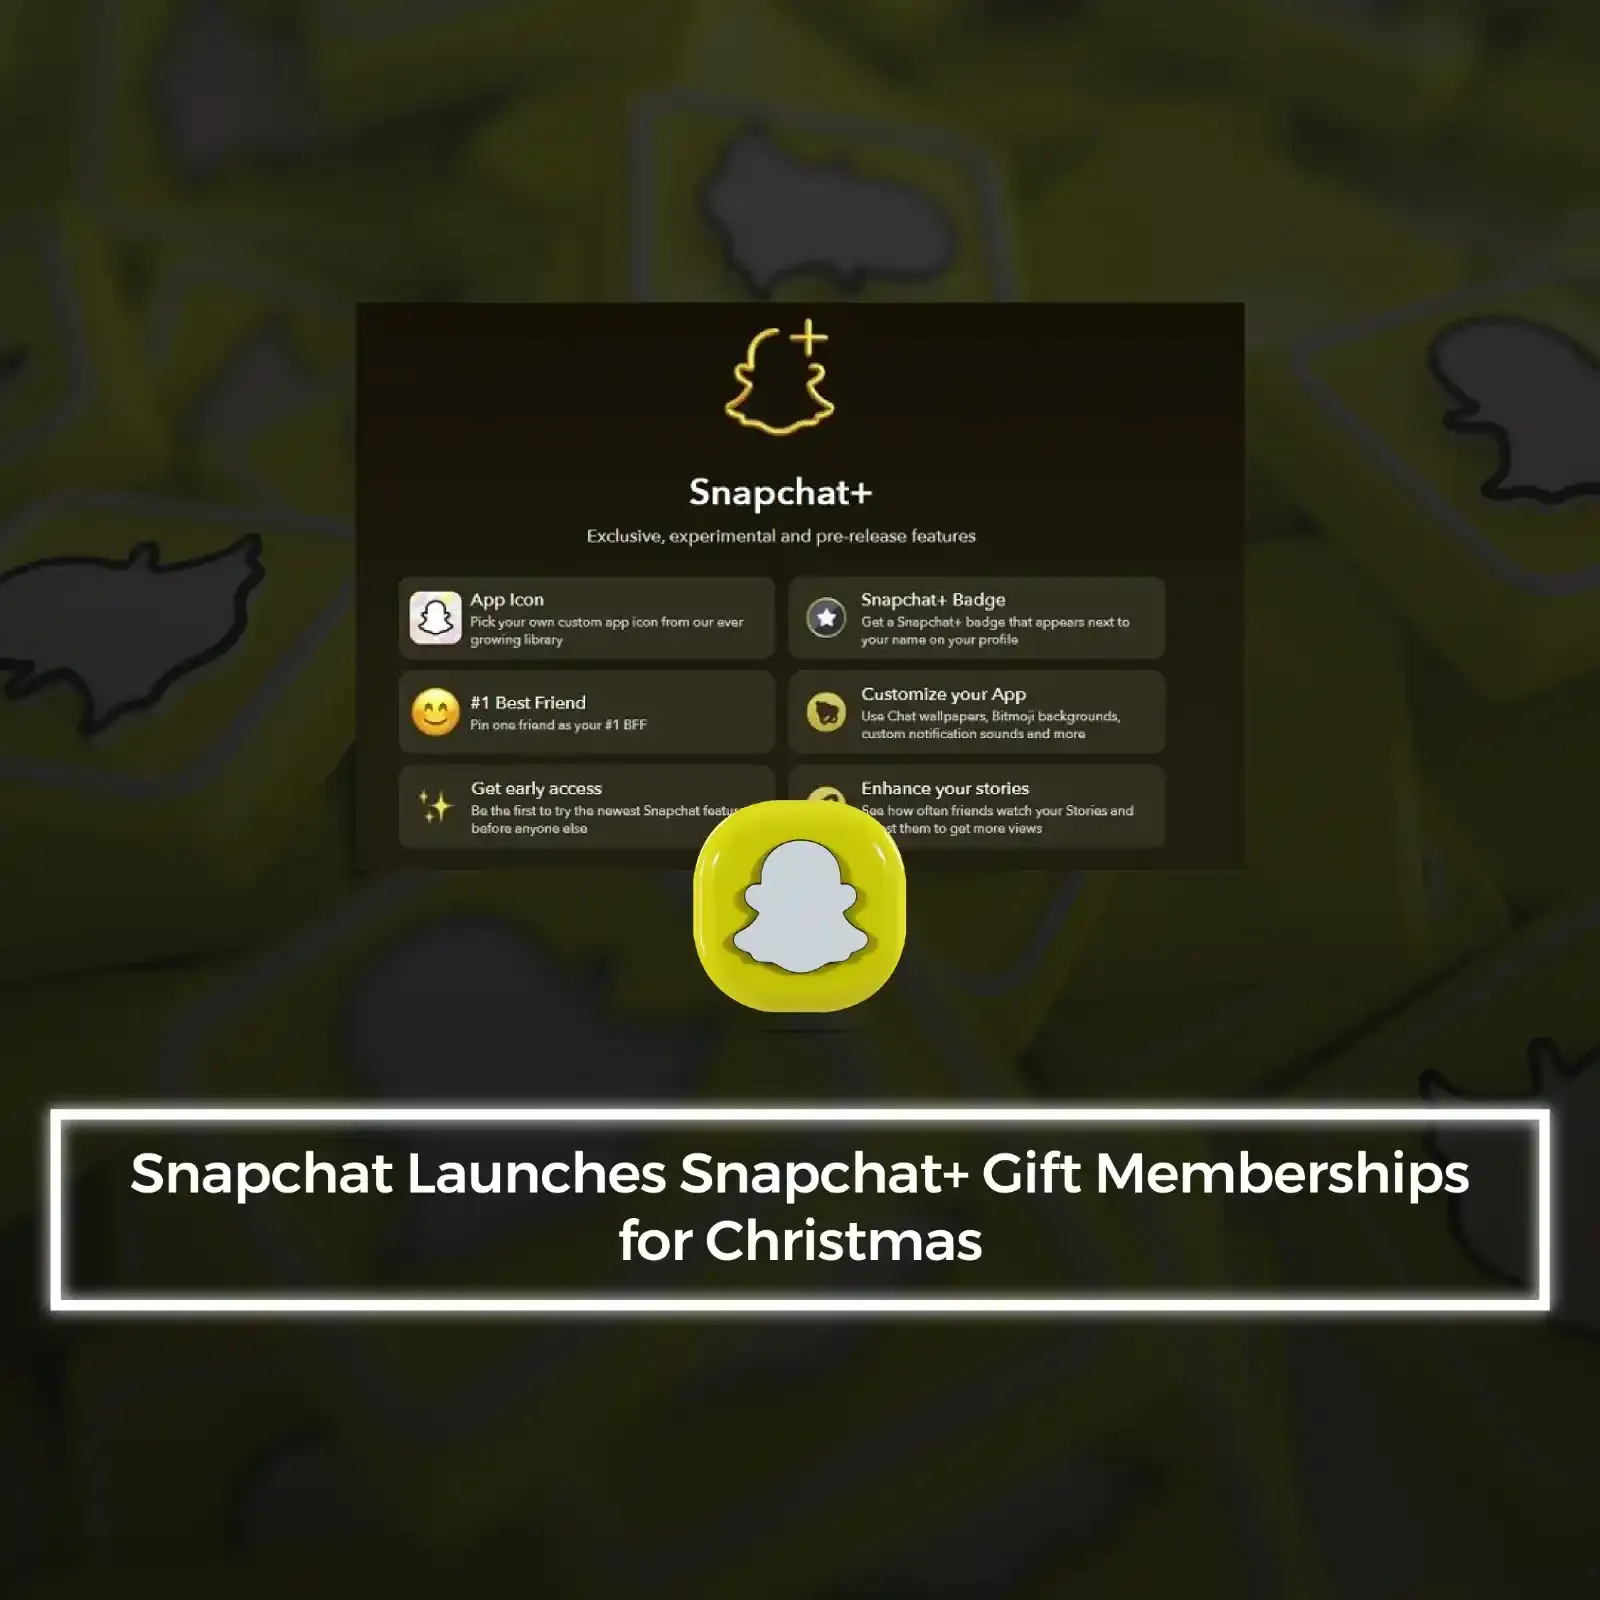 Snapchat+
Exclusive, experimental and pre-release features
App Icon
Pick your own custom app icon from our ever
growing library
Snapchat+ Badge
Get a Snapchat+ badge that appears next to
your name on your profile
#1 Best Friend
Pin one friend as your #1 BFF
Customize your App
Use Chat wallpapers, Bitmoji backgrounds,
custom notification sounds and more
Get early access
Be the first to try the newest Snapchat
before anyone else
Enhance your stories
See how often friends watch your Stories and
them to get more views
Snapchat Launches Snapchat+ Gift Memberships
for Christmas